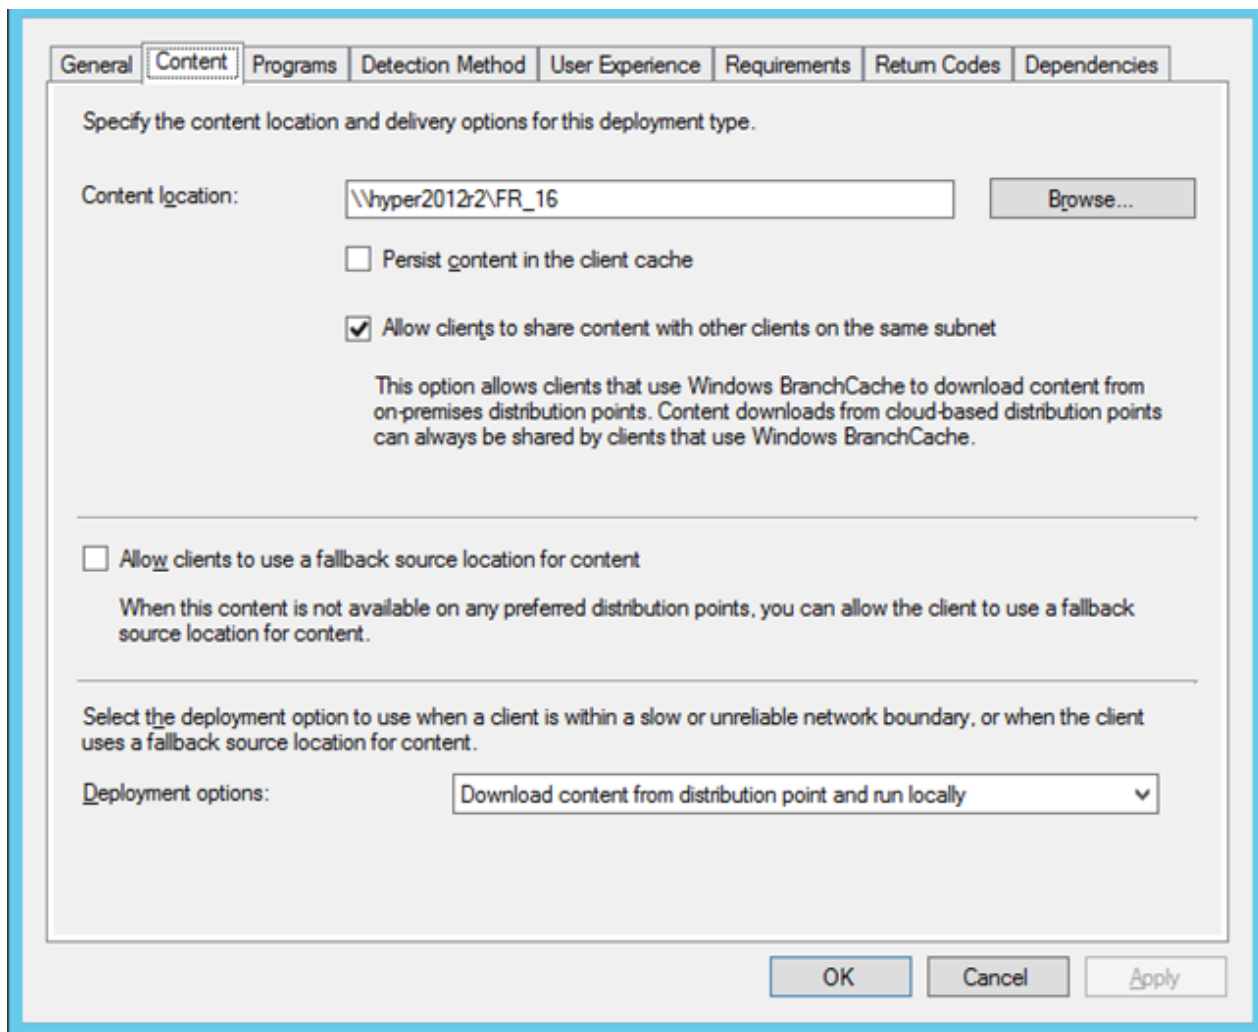 General Content Programs Detection Method User Experience Requirements Return Codes Dependencies
Specify the content location and delivery options for this deployment type.
Content location: \\hyper2012r2\FR_16 Browse...
Persist content in the client cache
Allow clients to share content with other clients on the same subnet
This option allows clients that use Windows BranchCache to download content from
on-premises distribution points. Content downloads from cloud-based distribution points
can always be shared by clients that use Windows BranchCache.
Allow clients to use a fallback source location for content
When this content is not available on any preferred distribution points, you can allow the client to use a fallback
source location for content.
Select the deployment option to use when a client is within a slow or unreliable network boundary, or when the client
uses a fallback source location for content.
Deployment options: Download content from distribution point and run locally
OK Cancel Apply